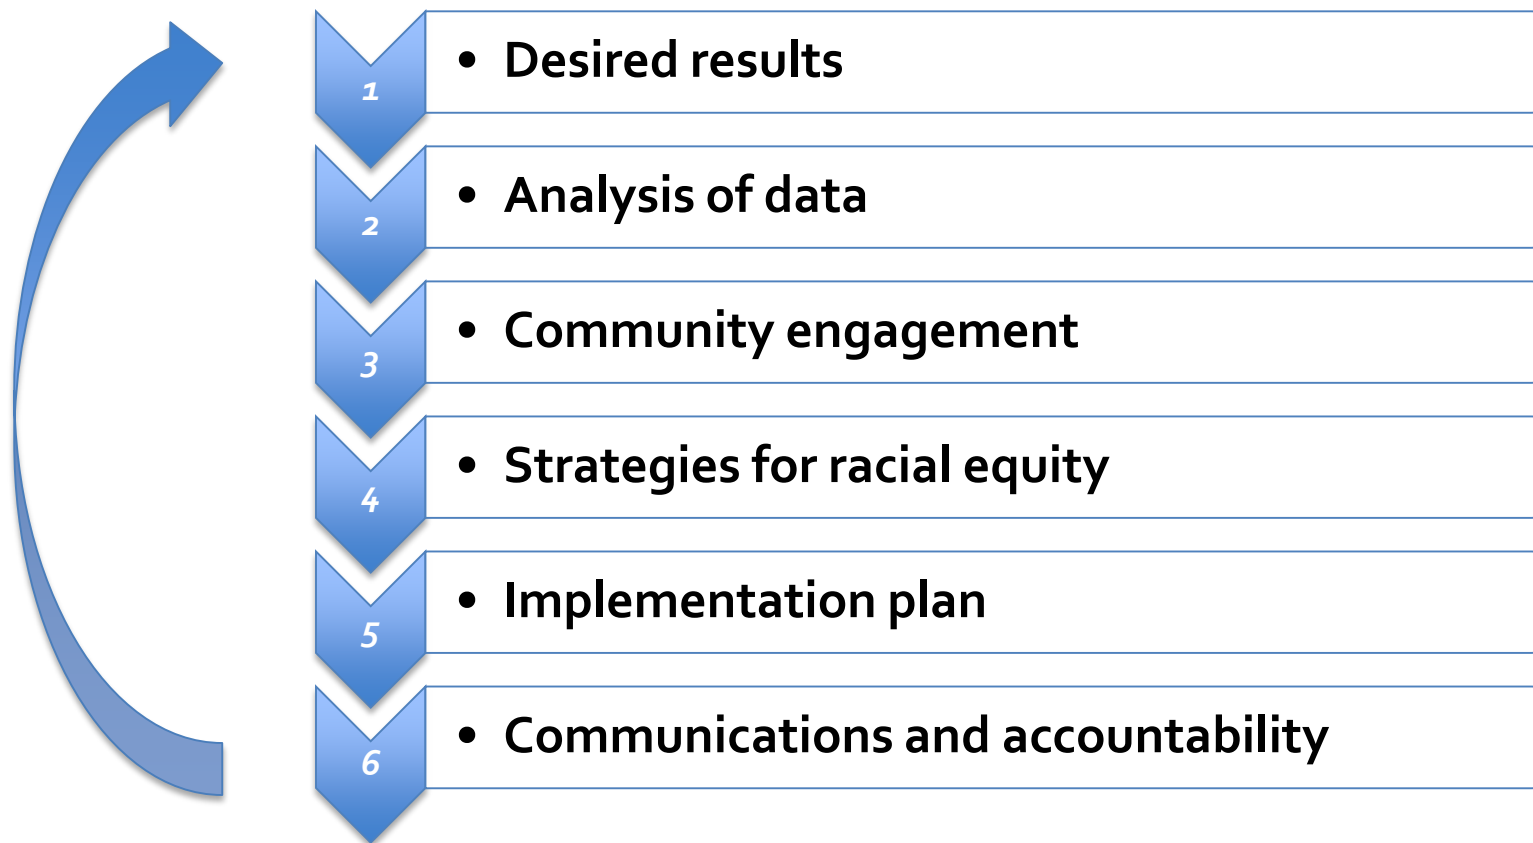 1
• Desired results
2
• Analysis of data
3
• Community engagement
4
• Strategies for racial equity
5
• Implementation plan
6
• Communications and accountability